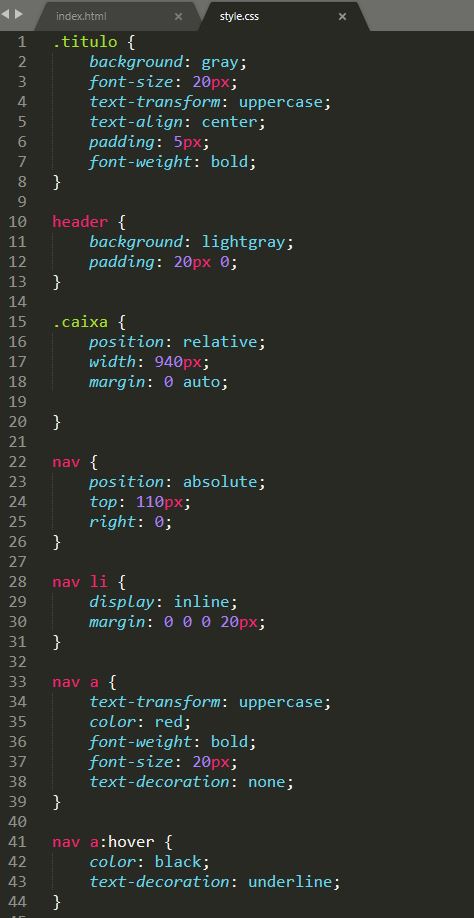 index.html × style.css ×
1 .titulo {
2     background: gray;
3     font-size: 20px;
4     text-transform: uppercase;
5     text-align: center;
6     padding: 5px;
7     font-weight: bold;
8 }
9
10 header {
11     background: lightgray;
12     padding: 20px 0;
13 }
14
15 .caixa {
16     position: relative;
17     width: 940px;
18     margin: 0 auto;
19
20 }
21
22 nav {
23     position: absolute;
24     top: 110px;
25     right: 0;
26 }
27
28 nav li {
29     display: inline;
30     margin: 0 0 0 20px;
31 }
32
33 nav a {
34     text-transform: uppercase;
35     color: red;
36     font-weight: bold;
37     font-size: 20px;
38     text-decoration: none;
39 }
40
41 nav a:hover {
42     color: black;
43     text-decoration: underline;
44 }